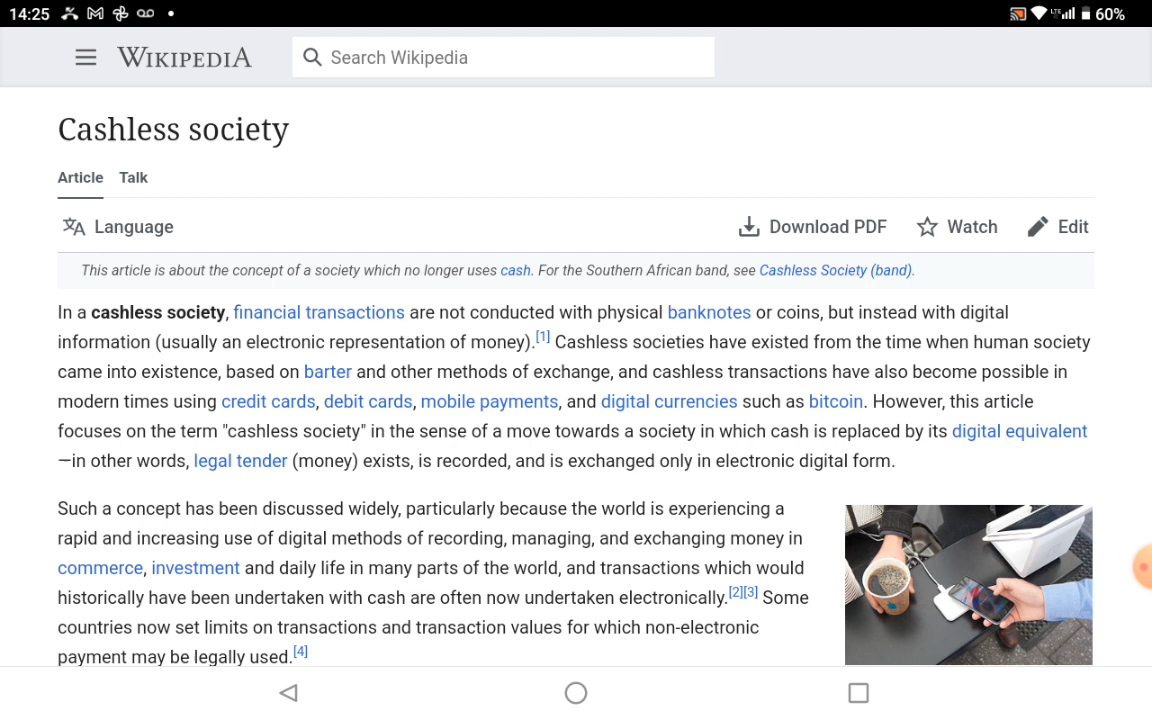 14:25
LTE
60%
WIKIPEDIA
Search Wikipedia
Cashless society
Article Talk
Language
Download PDF
Watch
Edit
This article is about the concept of a society which no longer uses cash. For the Southern African band, see Cashless Society (band).
In a cashless society, financial transactions are not conducted with physical banknotes or coins, but instead with digital
information (usually an electronic representation of money).[1] Cashless societies have existed from the time when human society
came into existence, based on barter and other methods of exchange, and cashless transactions have also become possible in
modern times using credit cards, debit cards, mobile payments, and digital currencies such as bitcoin. However, this article
focuses on the term "cashless society" in the sense of a move towards a society in which cash is replaced by its digital equivalent
—in other words, legal tender (money) exists, is recorded, and is exchanged only in electronic digital form.
Such a concept has been discussed widely, particularly because the world is experiencing a
rapid and increasing use of digital methods of recording, managing, and exchanging money in
commerce, investment and daily life in many parts of the world, and transactions which would
historically have been undertaken with cash are often now undertaken electronically.[2][3] Some
countries now set limits on transactions and transaction values for which non-electronic
payment may be legally used.[4]